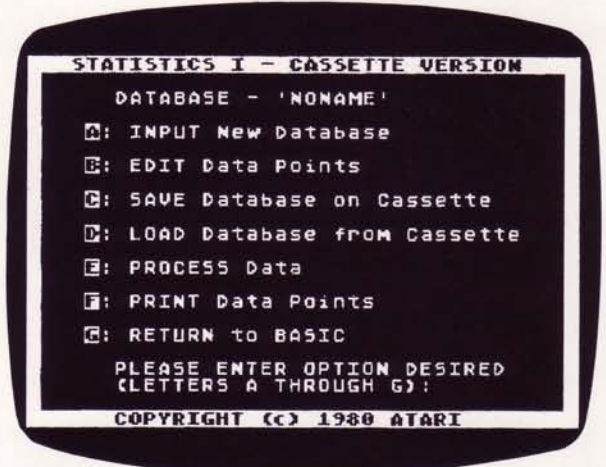 STATISTICS I - CASSETTE VERSION
DATABASE - 'NONAME'
A: INPUT New Database
B: EDIT Data Points
C: SAVE Database on Cassette
D: LOAD Database from Cassette
E: PROCESS Data
F: PRINT Data Points
G: RETURN to BASIC
PLEASE ENTER OPTION DESIRED
(LETTERS A THROUGH G):
COPYRIGHT (c) 1980 ATARI